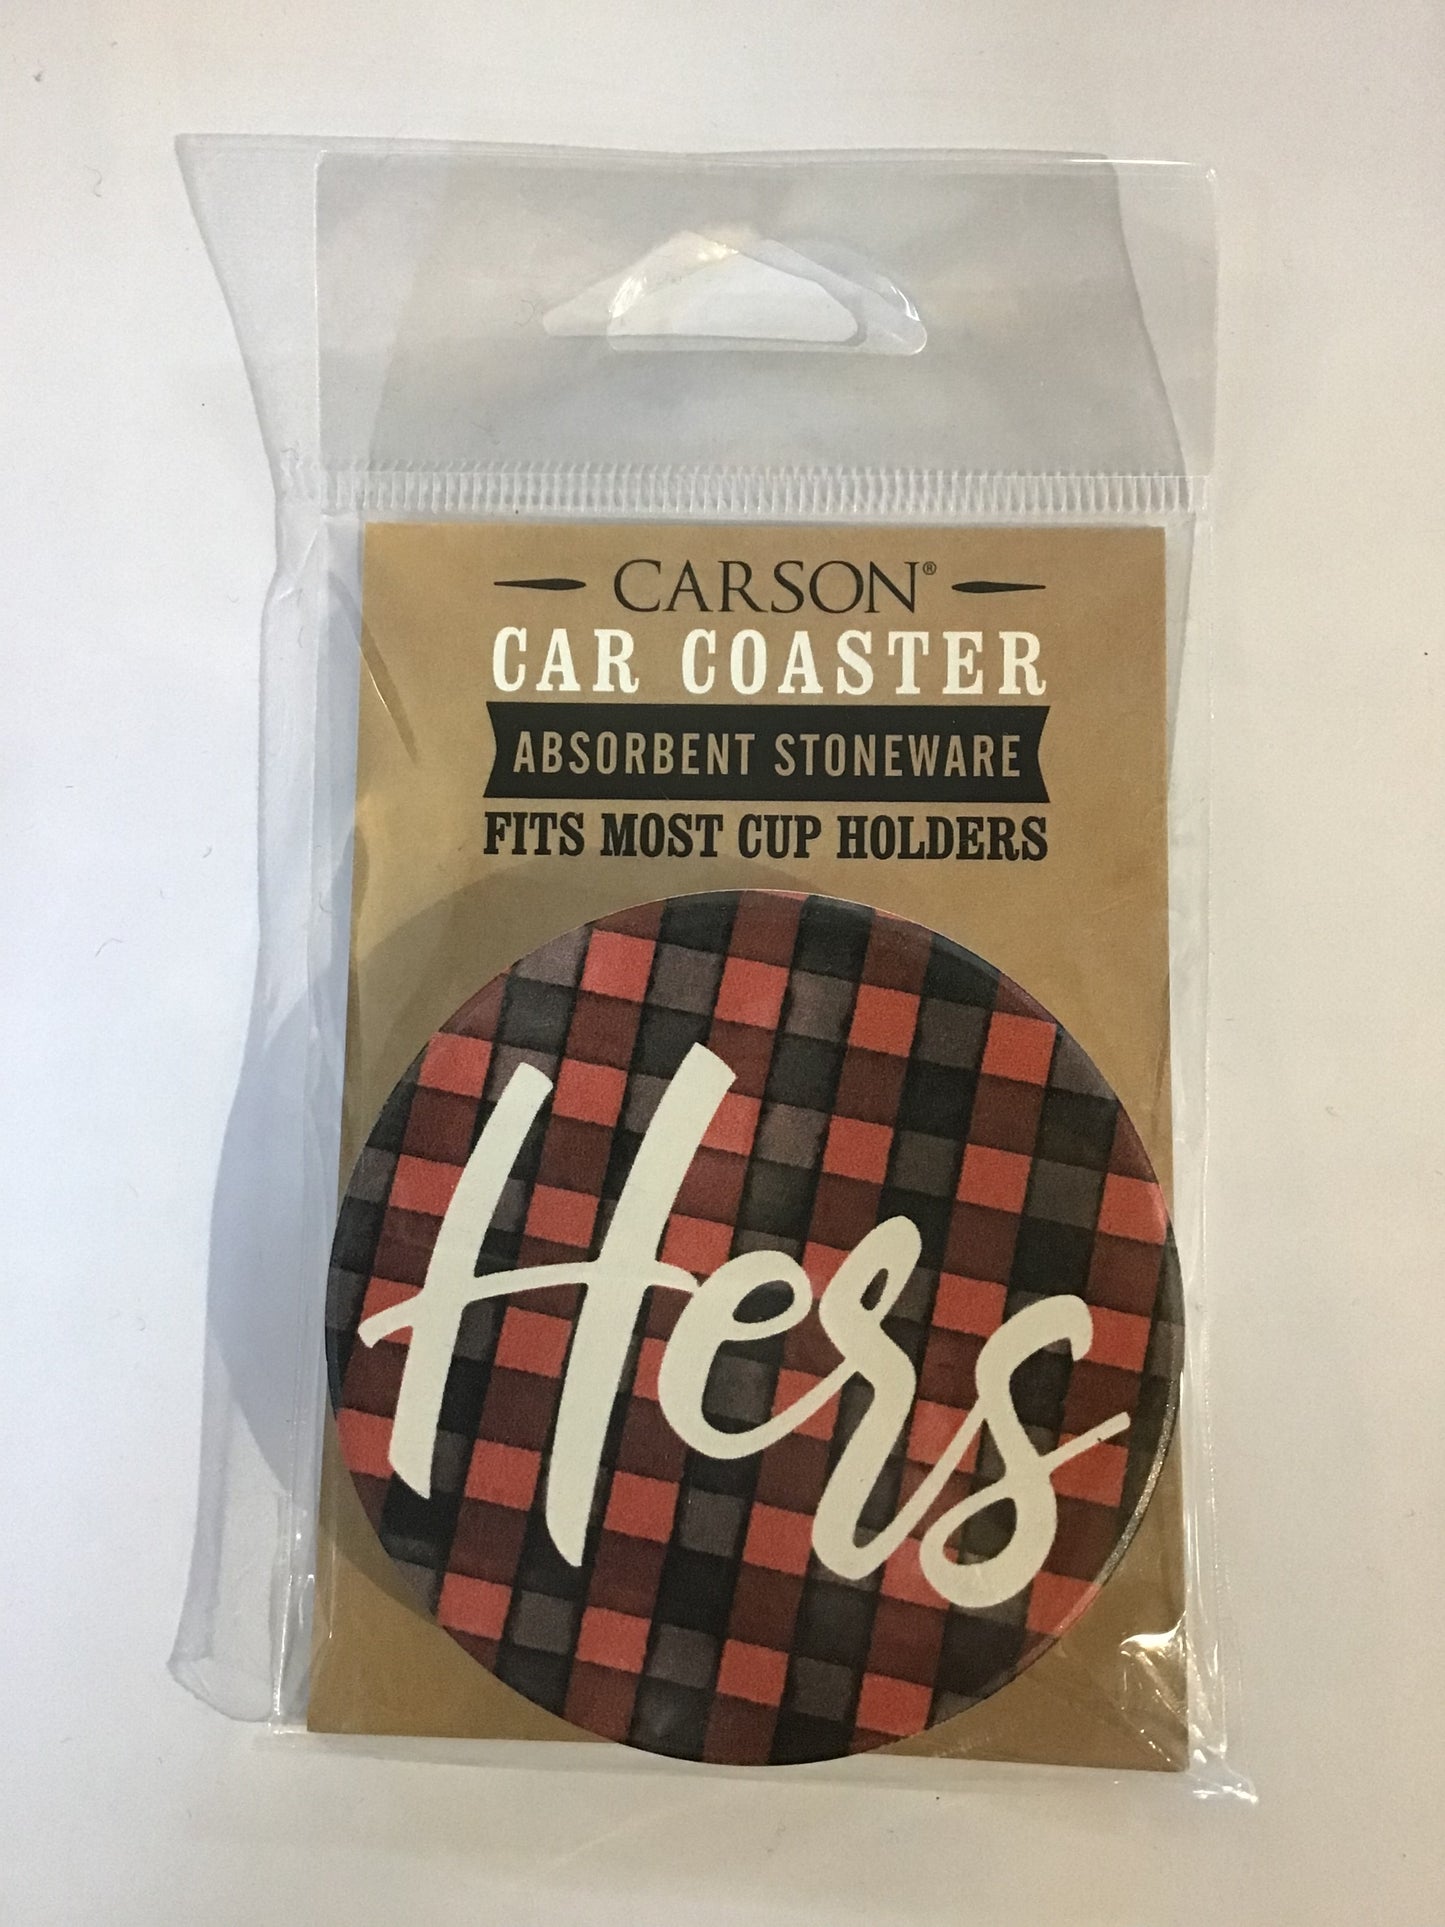 CARSON®
CAR COASTER
ABSORBENT STONEWARE
FITS MOST CUP HOLDERS
Hers